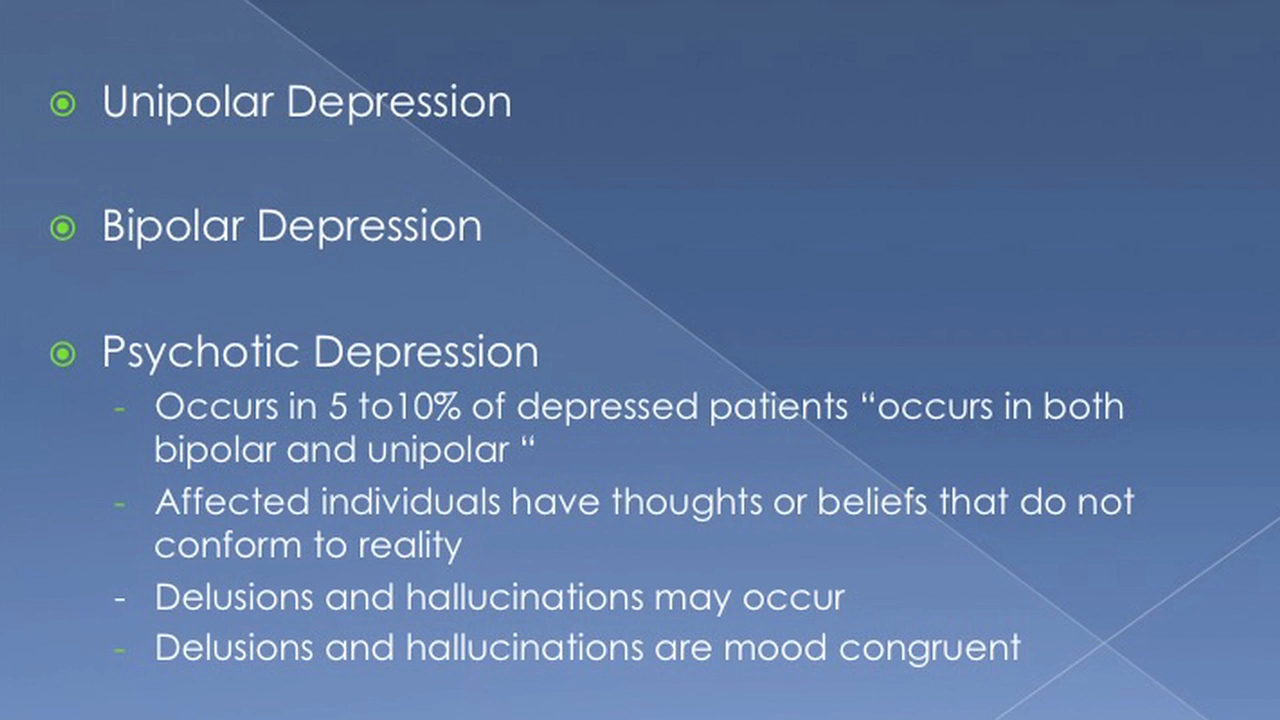 Unipolar Depression
Bipolar Depression
Psychotic Depression
- Occurs in 5 to10% of depressed patients “occurs in both
bipolar and unipolar “
- Affected individuals have thoughts or beliefs that do not
conform to reality
- Delusions and hallucinations may occur
- Delusions and hallucinations are mood congruent